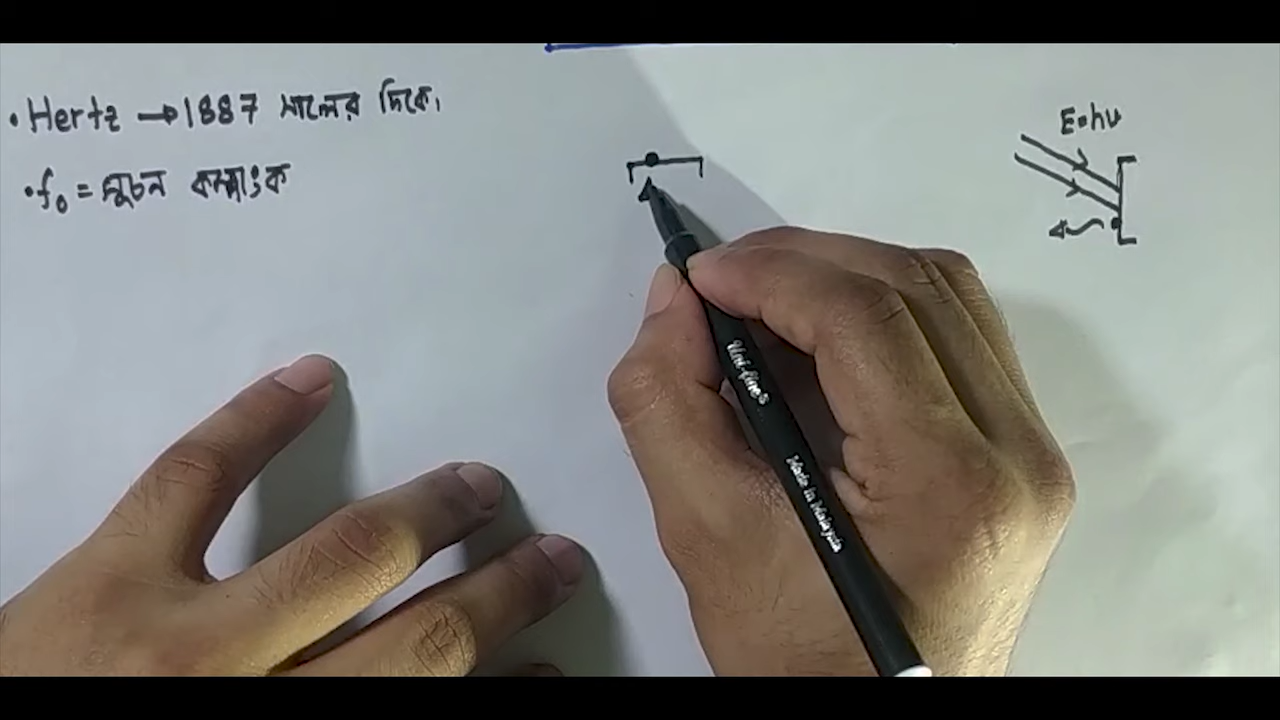 • Hertz → 1887 সালের দিকে।
• f₀ = সূচন কম্পাংক
E=hν
Uni-fine
Made in Malaysia